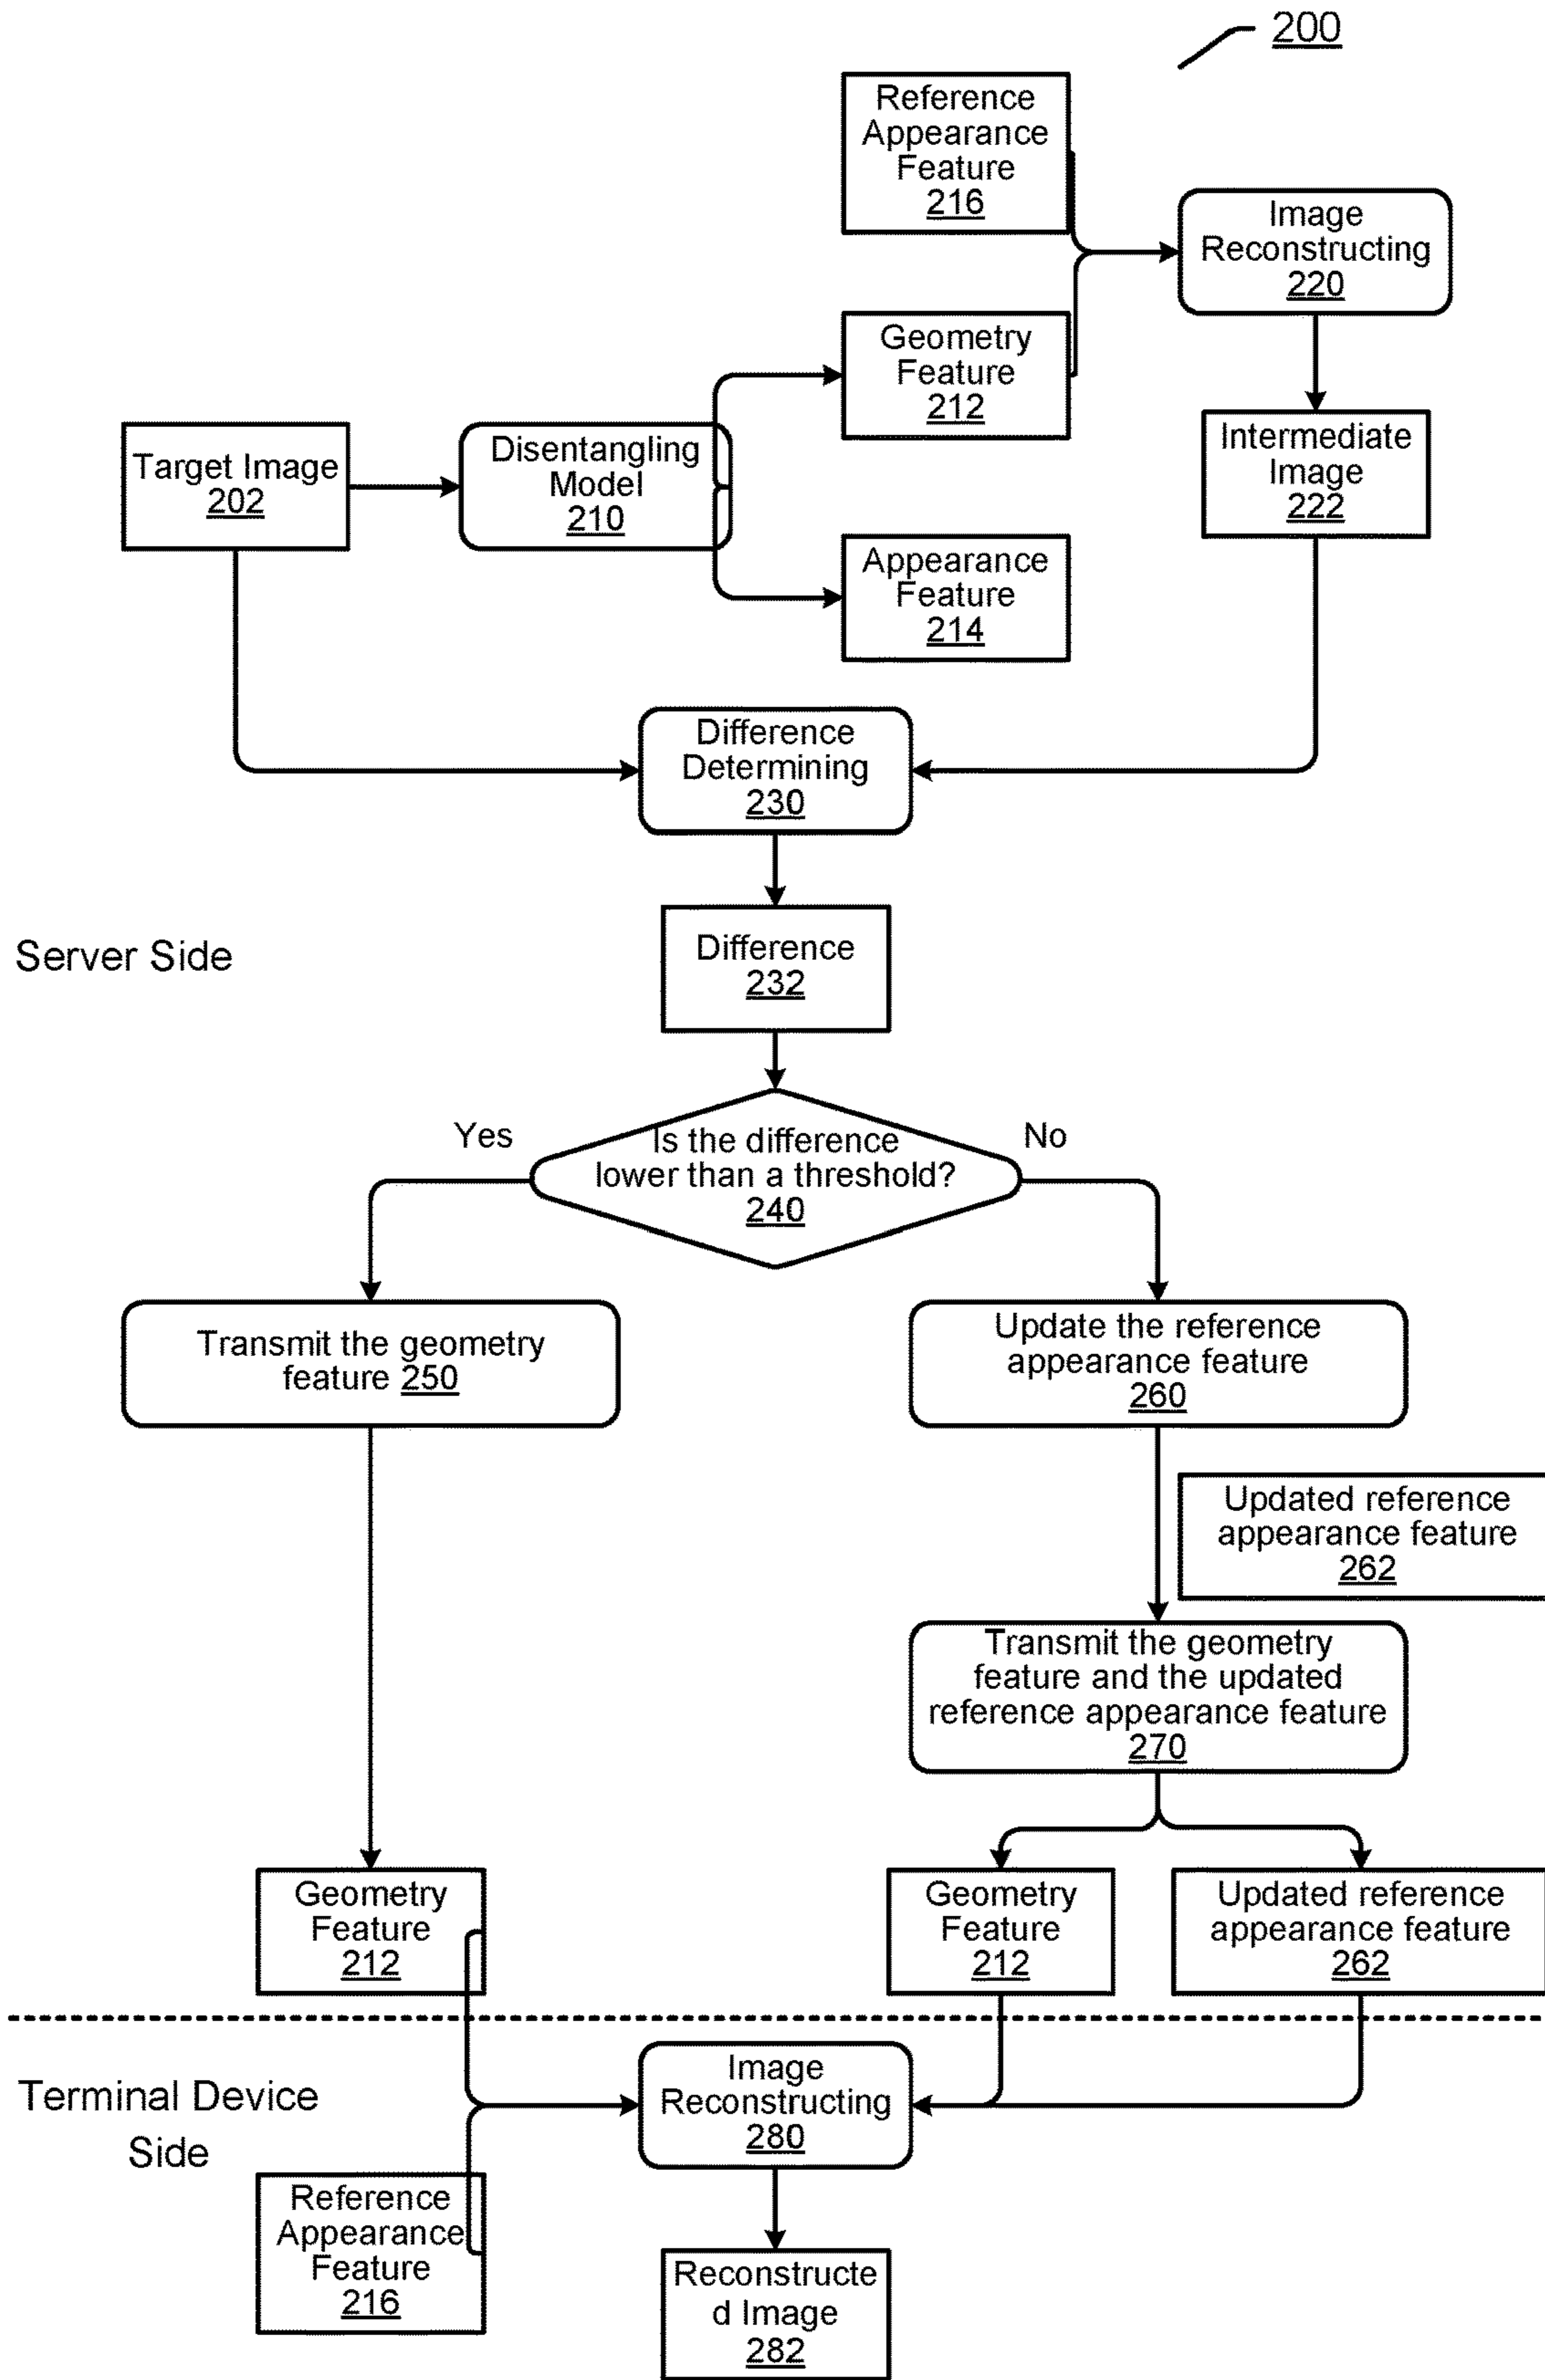 200
Reference
Appearance
Feature
216
Image
Reconstructing
220
Geometry
Feature
212
Target Image
202
Disentangling
Model
210
Intermediate
Image
222
Appearance
Feature
214
Difference
Determining
230
Server Side
Difference
232
Yes
Is the difference
lower than a threshold?
240
No
Transmit the geometry
feature 250
Update the reference
appearance feature
260
Updated reference
appearance feature
262
Transmit the geometry
feature and the updated
reference appearance feature
270
Geometry
Feature
212
Geometry
Feature
212
Updated reference
appearance feature
262
Terminal Device
Side
Image
Reconstructing
280
Reference
Appearance
Feature
216
Reconstructe
d Image
282